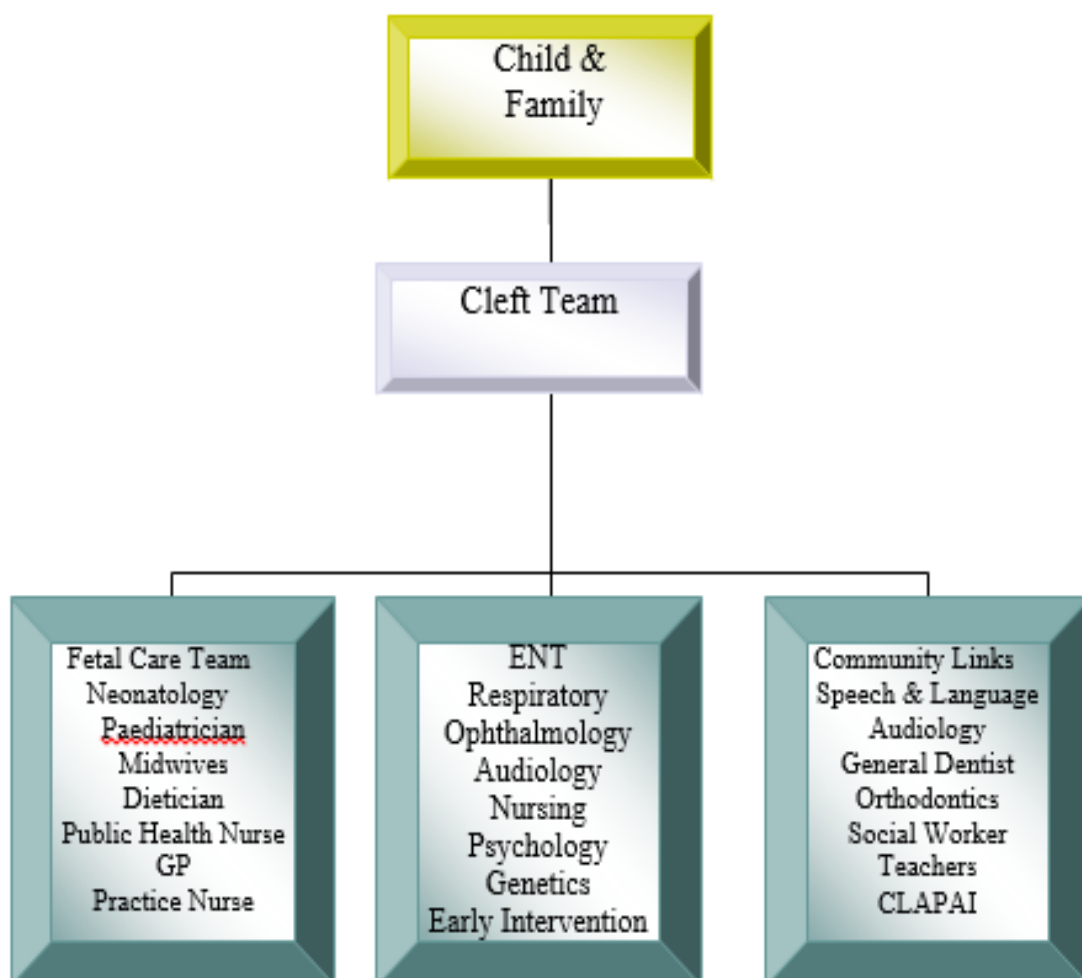 Child &
Family
Cleft Team
Fetal Care Team
Neonatology
Paediatrician
Midwives
Dietician
Public Health Nurse
GP
Practice Nurse
ENT
Respiratory
Ophthalmology
Audiology
Nursing
Psychology
Genetics
Early Intervention
Community Links
Speech & Language
Audiology
General Dentist
Orthodontics
Social Worker
Teachers
CLAPAI